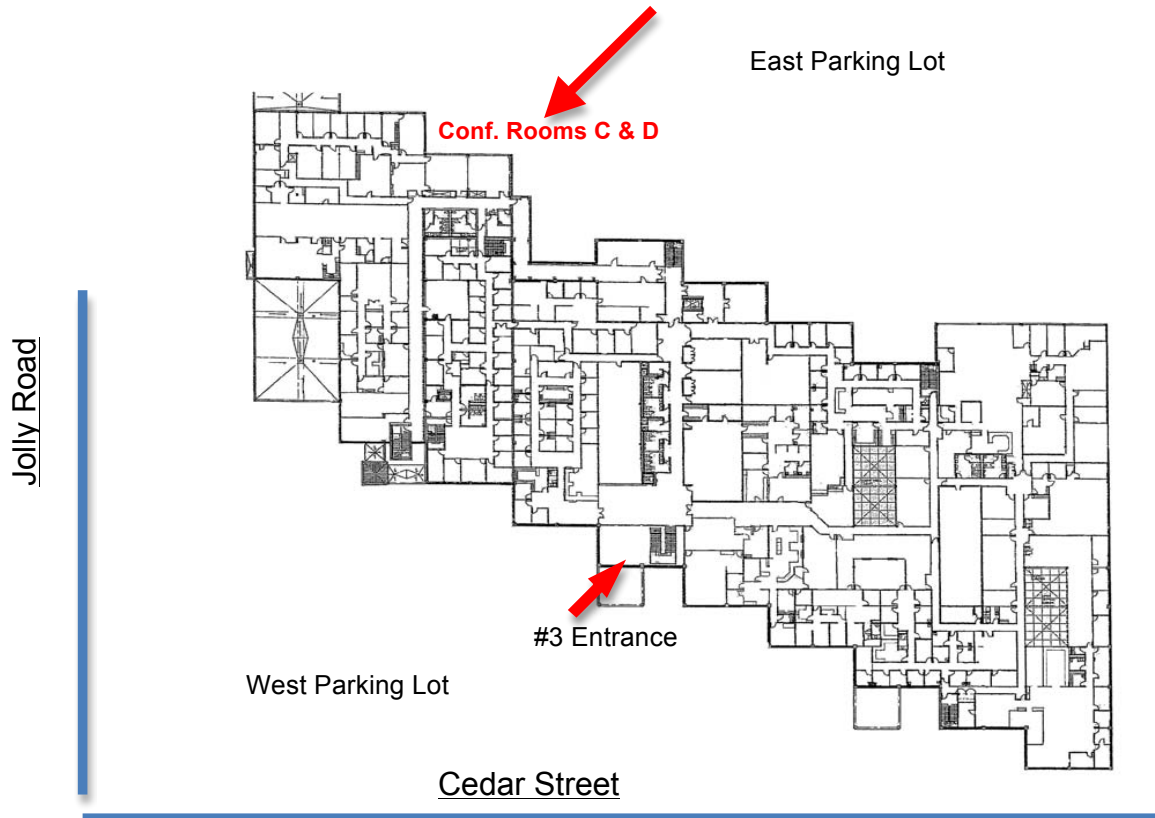 East Parking Lot
Conf. Rooms C & D
Jolly Road
#3 Entrance
West Parking Lot
Cedar Street